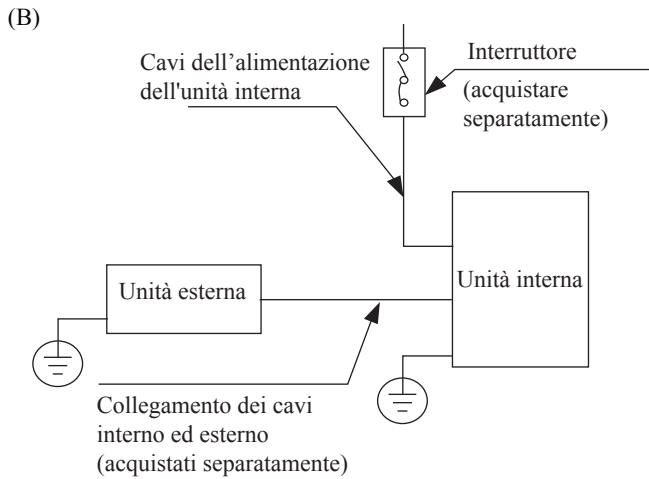 (B)
Cavi dell’alimentazione
dell'unità interna
Interruttore
(acquistare
separatamente)
Unità esterna
Unità interna
Collegamento dei cavi
interno ed esterno
(acquistati separatamente)